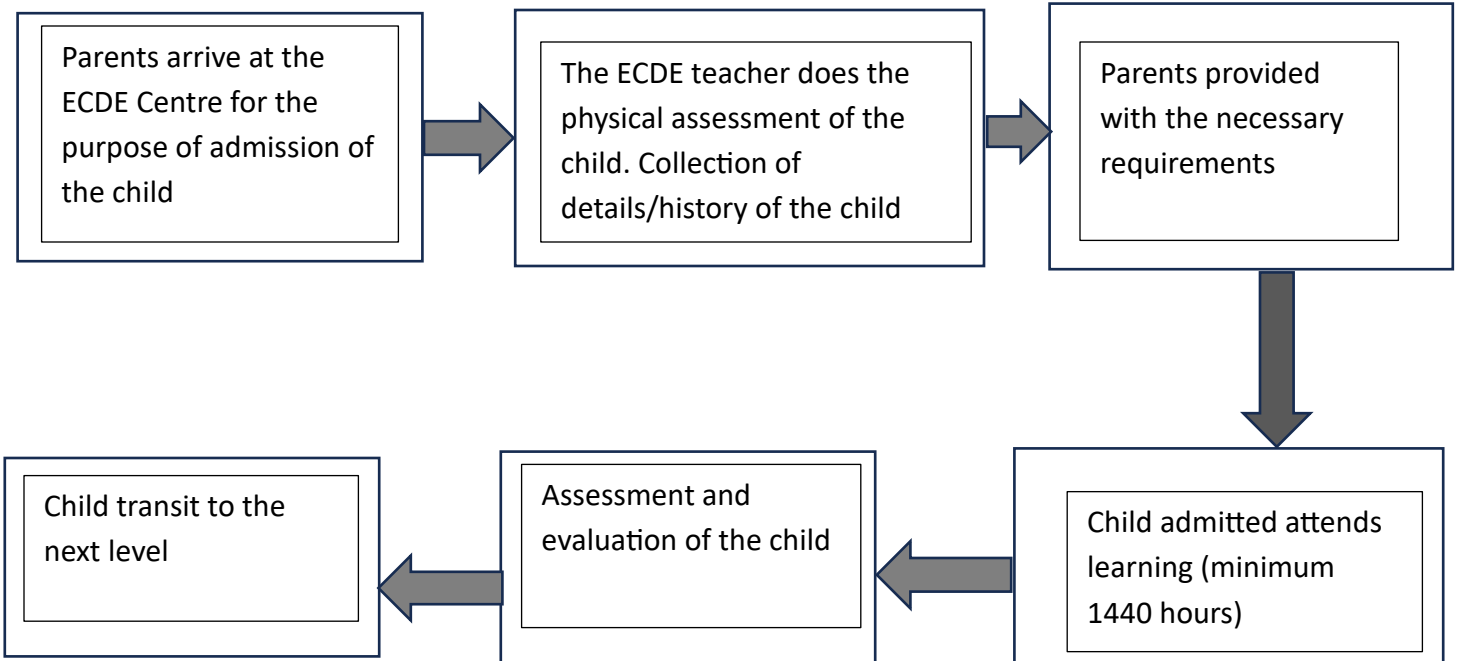 Parents arrive at the
ECDE Centre for the
purpose of admission of
the child
The ECDE teacher does the
physical assessment of the
child. Collection of
details/history of the child
Parents provided
with the necessary
requirements
Child admitted attends
learning (minimum
1440 hours)
Assessment and
evaluation of the child
Child transit to the
next level